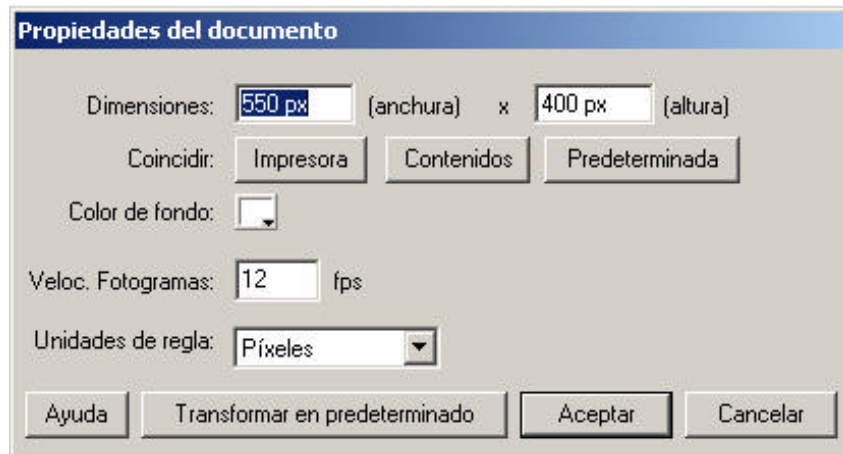 Propiedades del documento
Dimensiones: 550 px (anchura) x 400 px (altura)
Coincidir: Impresora Contenidos Predeterminada
Color de fondo:
Veloc. Fotogramas: 12 fps
Unidades de regla: Píxeles
Ayuda Transformar en predeterminado Aceptar Cancelar